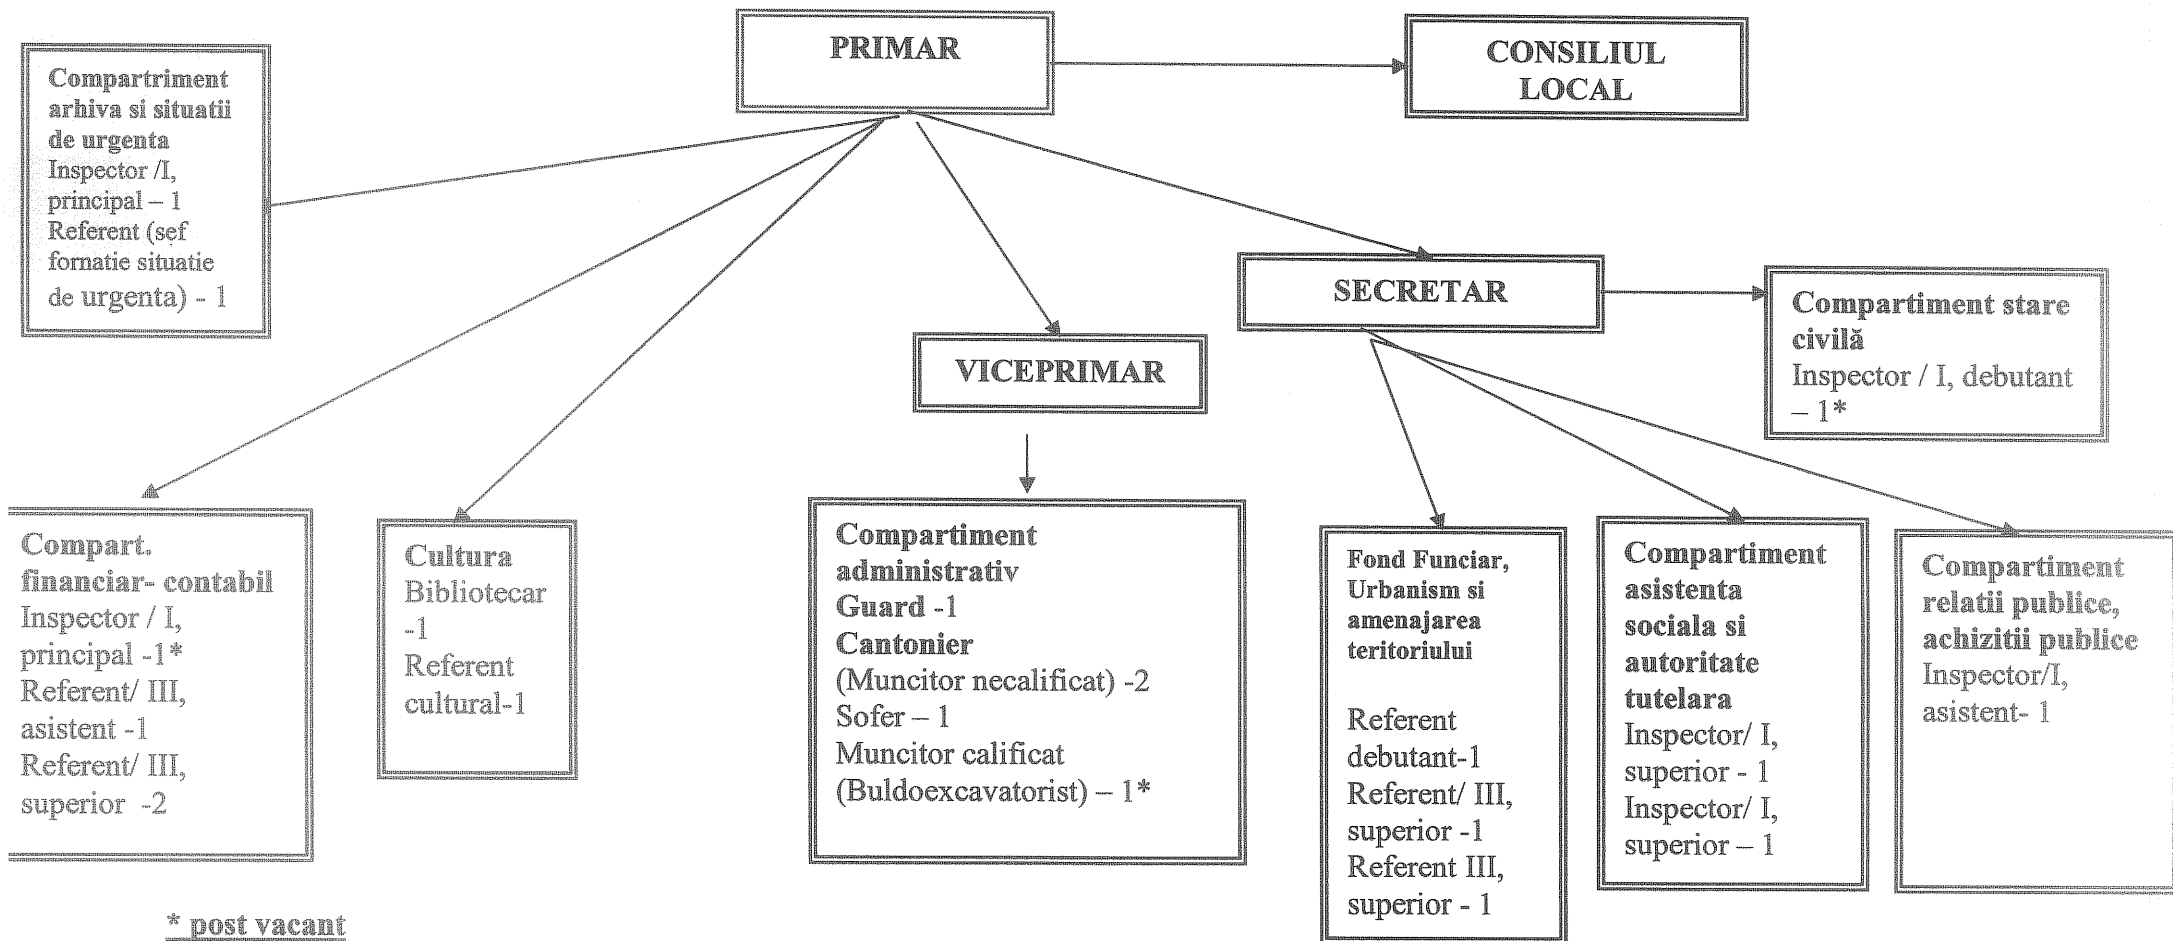 PRIMAR
CONSILIUL
LOCAL
Compartriment
arhiva si situatii
de urgenta
Inspector /I,
principal – 1
Referent (sef
fornatie situatie
de urgenta) - 1
SECRETAR
Compartiment stare
civilă
Inspector / I, debutant
– 1*
VICEPRIMAR
Compart.
financiar- contabil
Inspector / I,
principal -1*
Referent/ III,
asistent -1
Referent/ III,
superior -2
Cultura
Bibliotecar
-1
Referent
cultural-1
Compartiment
administrativ
Guard -1
Cantonier
(Muncitor necalificat) -2
Sofer – 1
Muncitor calificat
(Buldoexcavatorist) – 1*
Fond Funciar,
Urbanism si
amenajarea
teritoriului
Referent
debutant-1
Referent/ III,
superior -1
Referent III,
superior - 1
Compartiment
asistenta
sociala si
autoritate
tutelara
Inspector/ I,
superior - 1
Inspector/ I,
superior – 1
Compartiment
relatii publice,
achizitii publice
Inspector/I,
asistent- 1
* post vacant